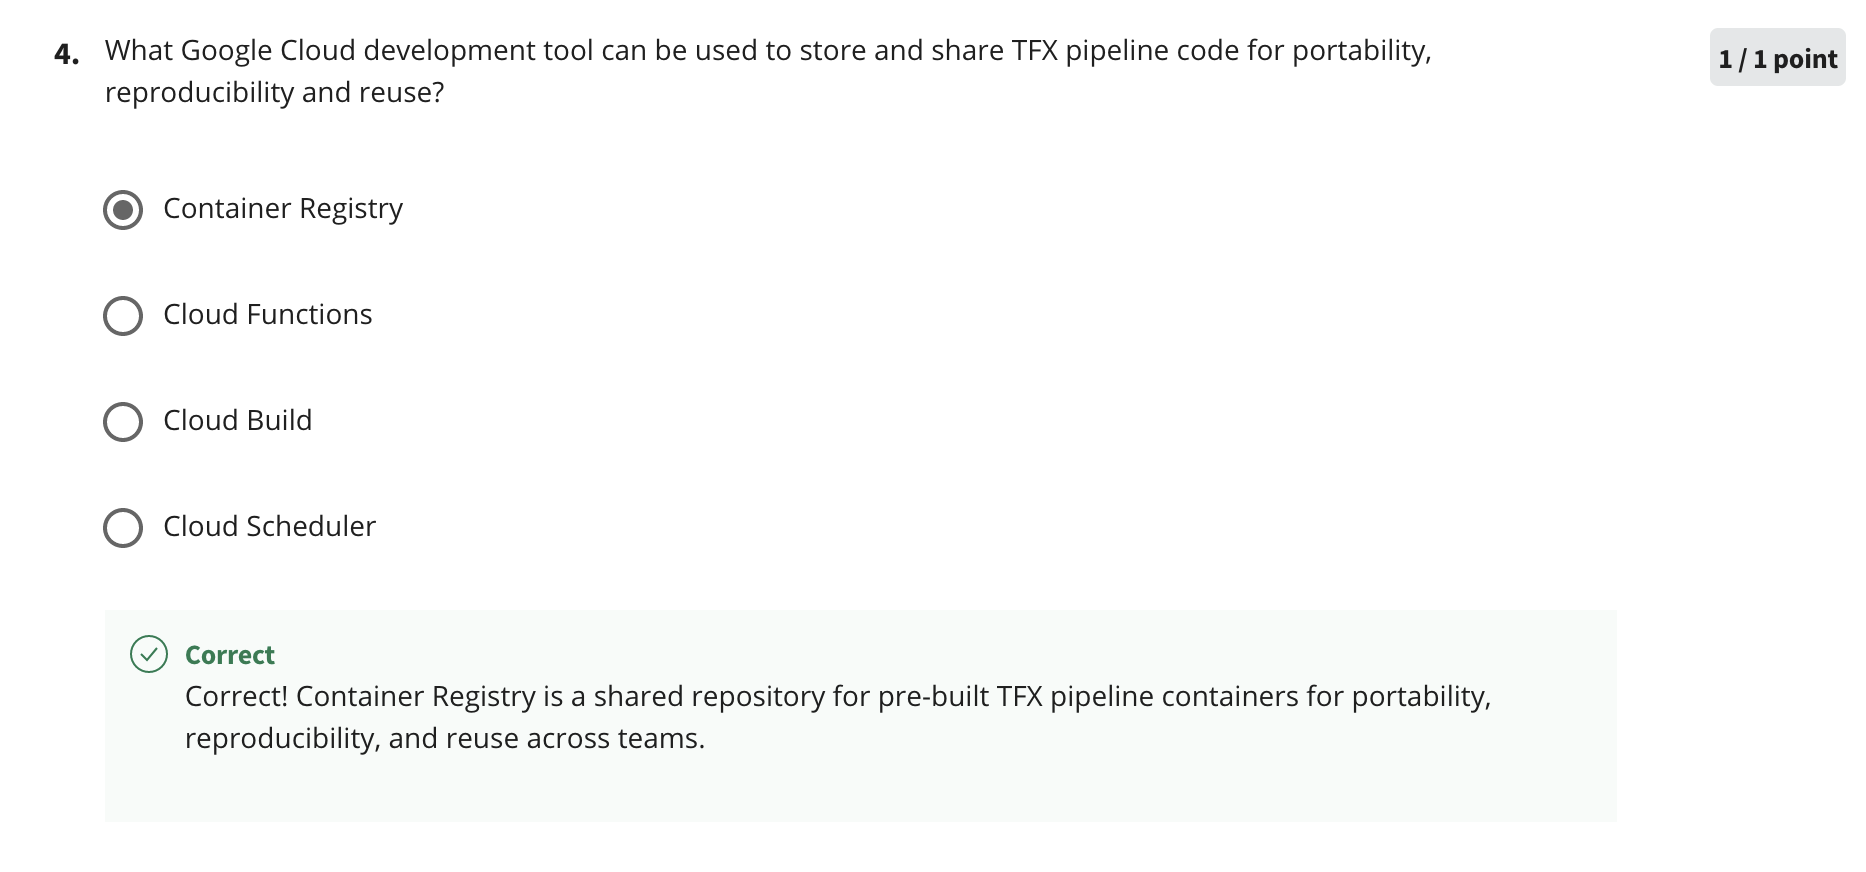 4. What Google Cloud development tool can be used to store and share TFX pipeline code for portability,
reproducibility and reuse?
1 / 1 point
Container Registry
Cloud Functions
Cloud Build
Cloud Scheduler
Correct
Correct! Container Registry is a shared repository for pre-built TFX pipeline containers for portability,
reproducibility, and reuse across teams.